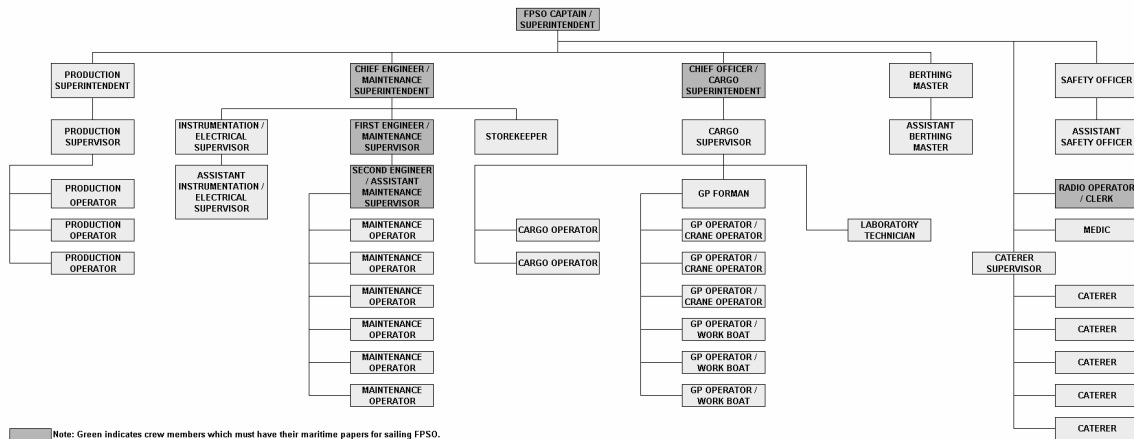 FPSO CAPTAIN /
SUPERINTENDENT
PRODUCTION
SUPERINTENDENT
CHIEF ENGINEER /
MAINTENANCE
SUPERINTENDENT
CHIEF OFFICER /
CARGO
SUPERINTENDENT
BERTHING
MASTER
SAFETY OFFICER
PRODUCTION
SUPERVISOR
INSTRUMENTATION /
ELECTRICAL
SUPERVISOR
FIRST ENGINEER /
MAINTENANCE
SUPERVISOR
STOREKEEPER
CARGO
SUPERVISOR
ASSISTANT
BERTHING
MASTER
ASSISTANT
SAFETY OFFICER
ASSISTANT
INSTRUMENTATION /
ELECTRICAL
SUPERVISOR
SECOND ENGINEER
/ ASSISTANT
MAINTENANCE
SUPERVISOR
PRODUCTION
OPERATOR
GP FORMAN
RADIO OPERATOR
/ CLERK
PRODUCTION
OPERATOR
MAINTENANCE
OPERATOR
CARGO OPERATOR
GP OPERATOR /
CRANE OPERATOR
LABORATORY
TECHNICIAN
MEDIC
PRODUCTION
OPERATOR
MAINTENANCE
OPERATOR
CARGO OPERATOR
GP OPERATOR /
CRANE OPERATOR
CATERER
SUPERVISOR
MAINTENANCE
OPERATOR
GP OPERATOR /
CRANE OPERATOR
CATERER
MAINTENANCE
OPERATOR
GP OPERATOR /
WORK BOAT
CATERER
MAINTENANCE
OPERATOR
GP OPERATOR /
WORK BOAT
CATERER
MAINTENANCE
OPERATOR
GP OPERATOR /
WORK BOAT
CATERER
CATERER
Note: Green indicates crew members which must have their maritime papers for sailing FPSO.